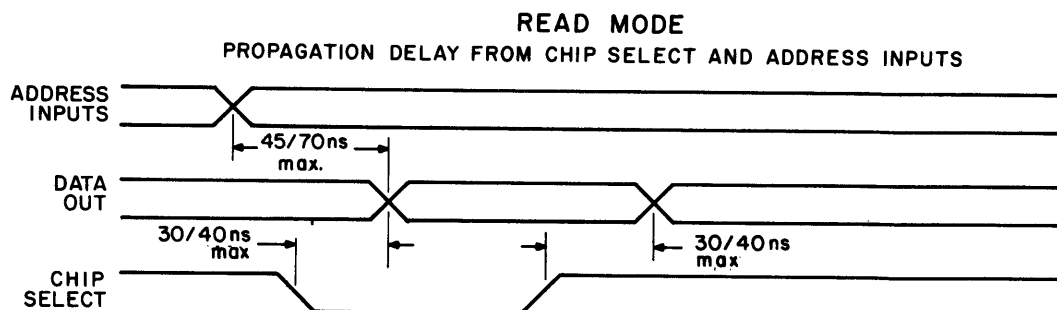 READ MODE
PROPAGATION DELAY FROM CHIP SELECT AND ADDRESS INPUTS
ADDRESS
INPUTS
45/70ns
max.
DATA
OUT
30/40ns
max
30/40ns
max
CHIP
SELECT